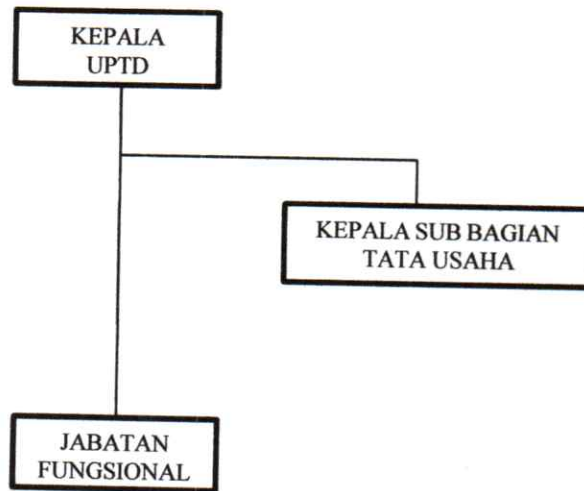 KEPALA
UPTD
KEPALA SUB BAGIAN
TATA USAHA
JABATAN
FUNGSIONAL